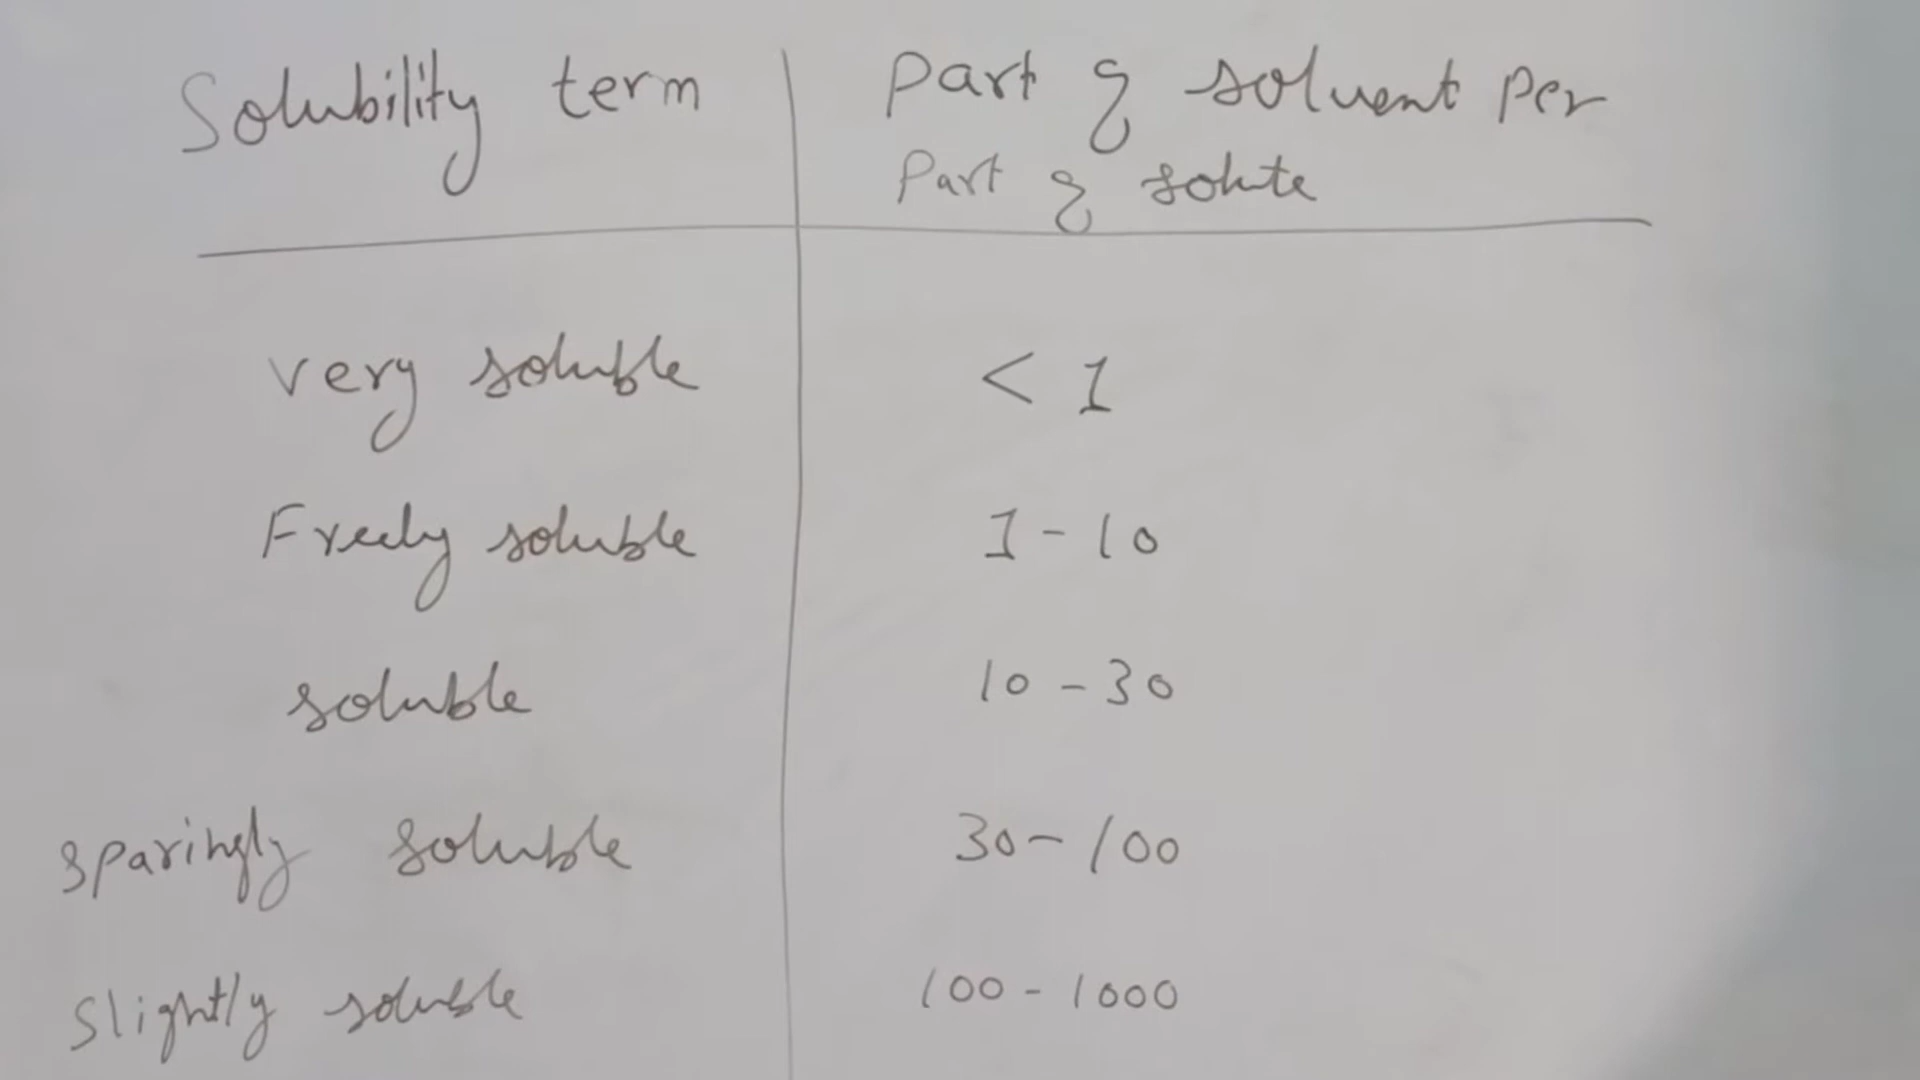 Solubility term | Part of solvent per
Part of solute
very soluble | < 1
Freely soluble | 1-10
soluble | 10-30
sparingly soluble | 30-100
slightly soluble | 100-1000